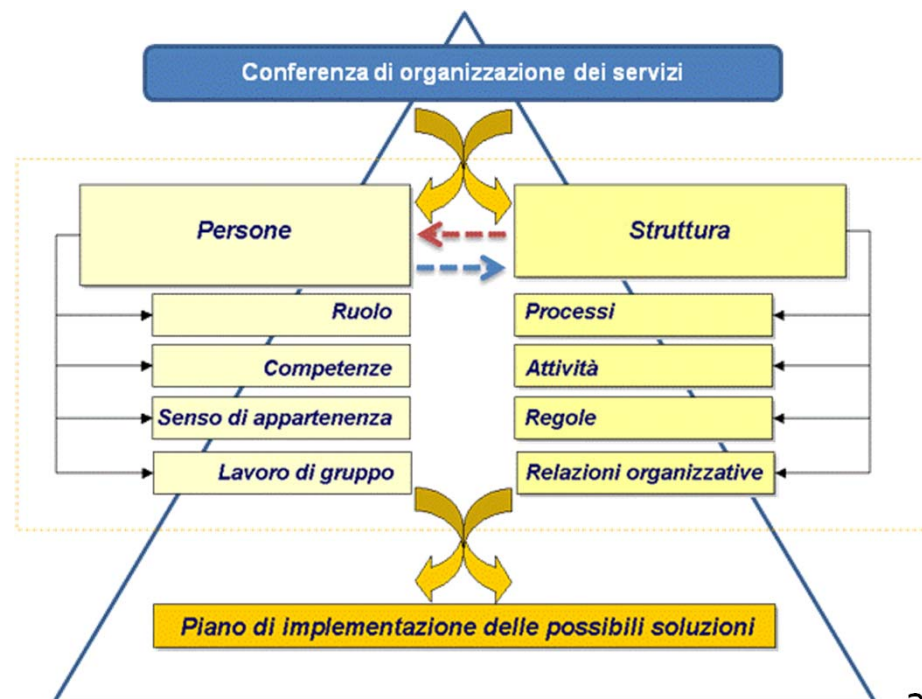 Conferenza di organizzazione dei servizi
Persone
Struttura
Ruolo
Processi
Competenze
Attività
Senso di appartenenza
Regole
Lavoro di gruppo
Relazioni organizzative
Piano di implementazione delle possibili soluzioni